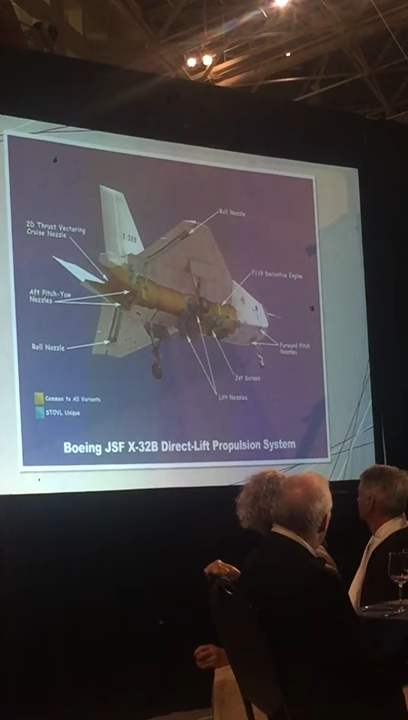 Roll Nozzle
2D Thrust Vectering
Cruise Nozzle
F119 Derivative Engine
Aft Pitch-Yaw
Nozzles
Roll Nozzle
Forward Pitch
Nozzles
Jet Screen
Lift Nozzles
Common to All Variants
STOVL Unique
Boeing JSF X-32B Direct-Lift Propulsion System